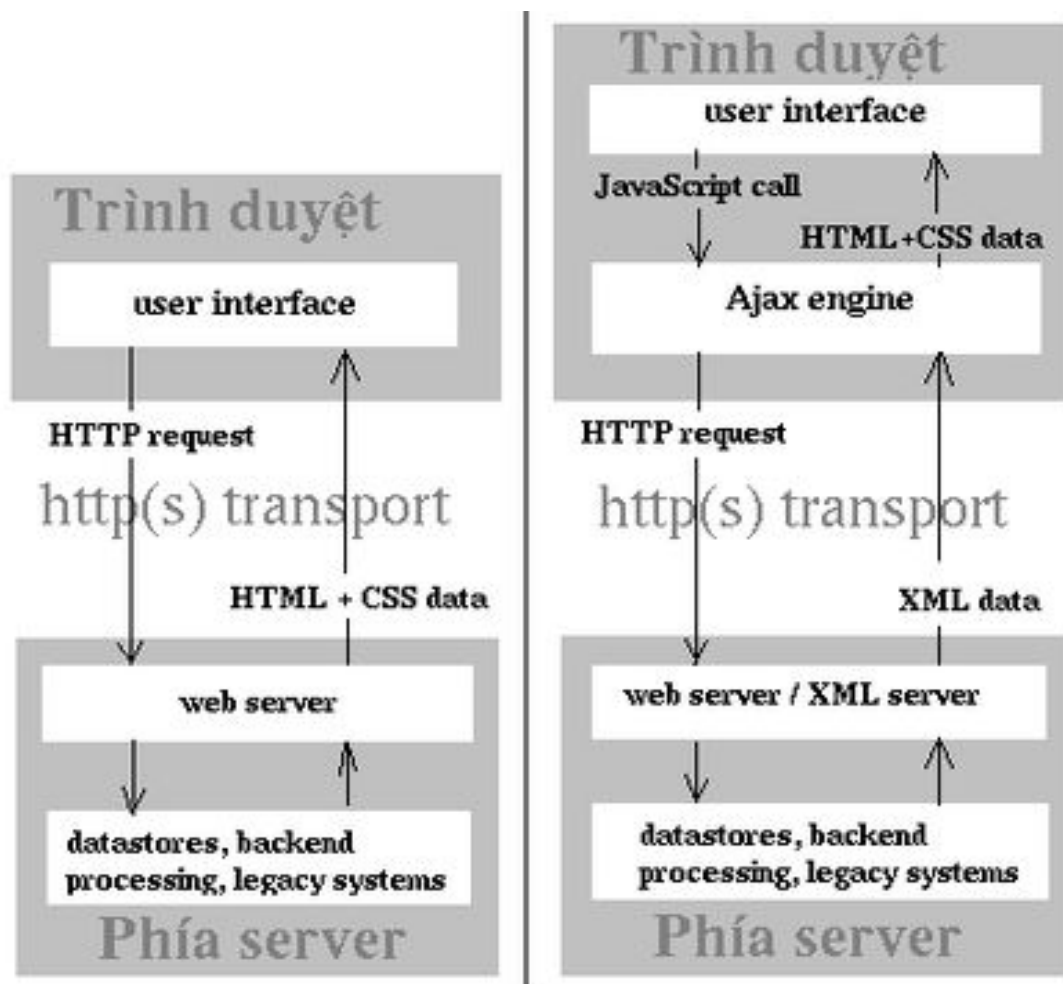 Trình duyệt
user interface
HTTP request
http(s) transport
HTML + CSS data
web server
datastores, backend
processing, legacy systems
Phía server
Trình duyệt
user interface
JavaScript call
HTML+CSS data
Ajax engine
HTTP request
http(s) transport
XML data
web server / XML server
datastores, backend
processing, legacy systems
Phía server